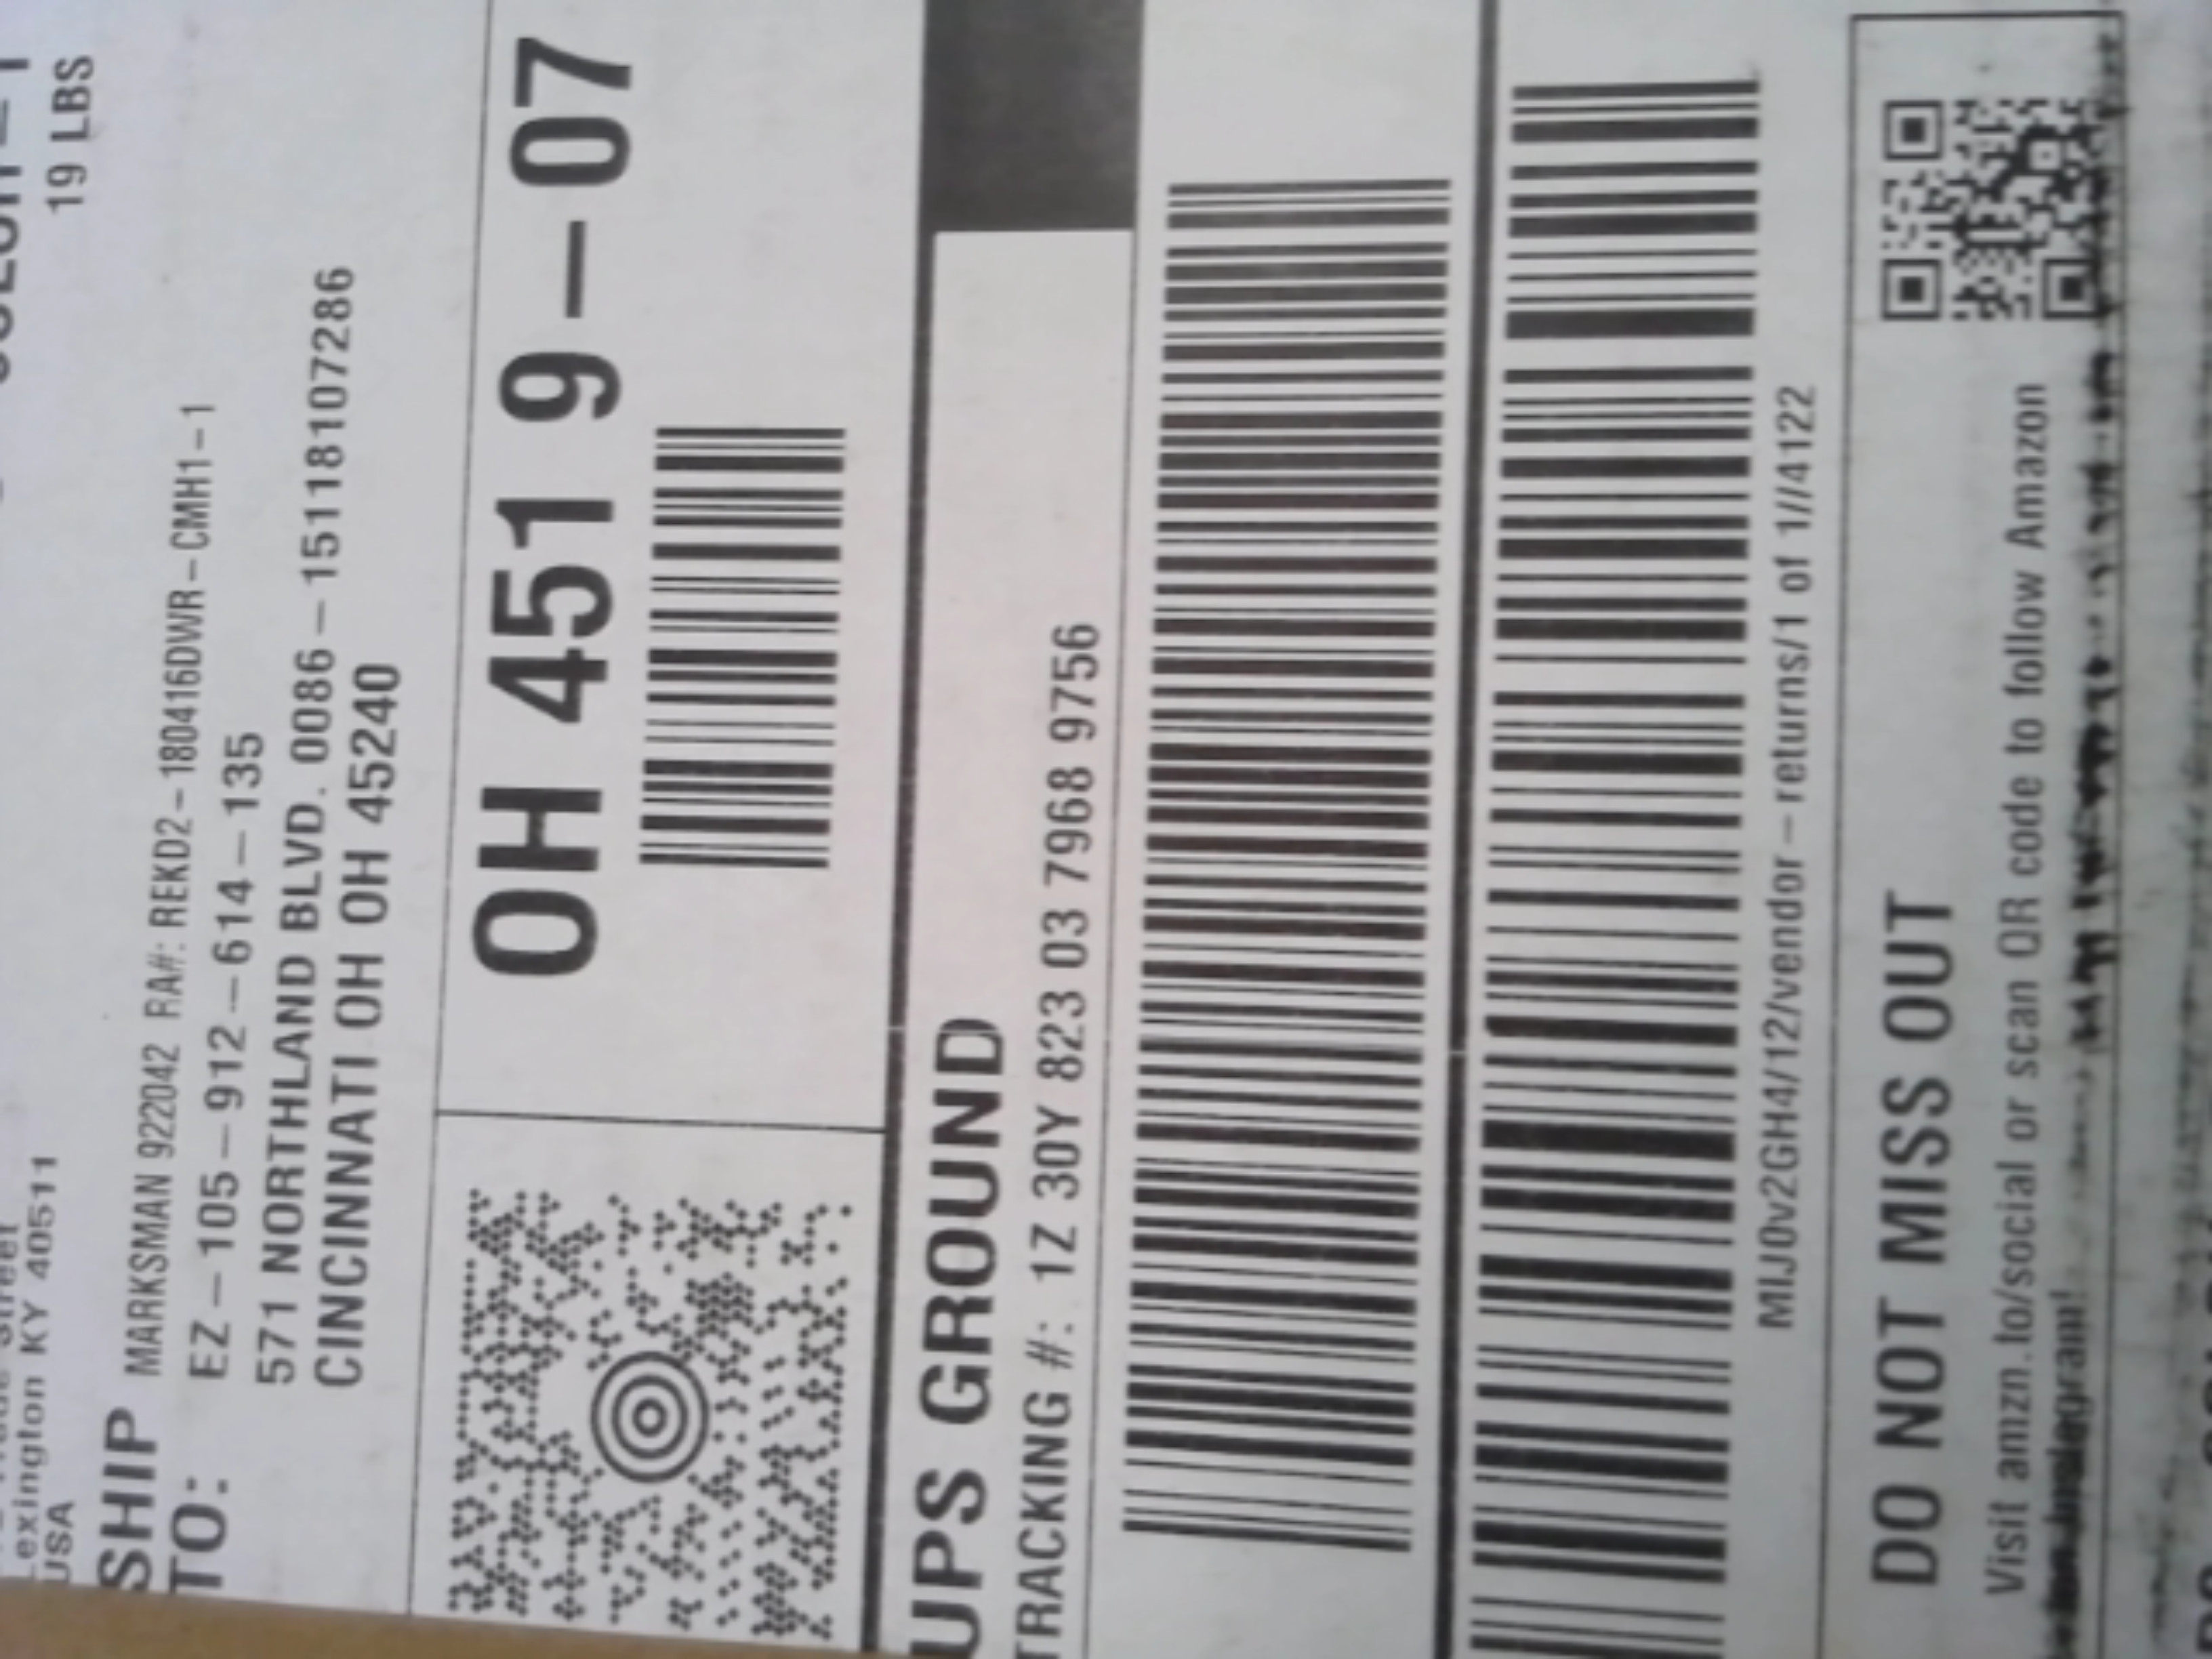 19 LBS
Lexington KY 40511
USA
SHIP
TO:
MARKSMAN 922042 RA#: REKD2-180416DWR-CMH1-1
EZ-105-912-614-135
571 NORTHLAND BLVD. 0086-15118107286
CINCINNATI OH OH 45240
OH 451 9-07
UPS GROUND
TRACKING #: 1Z 30Y 823 03 7968 9756
MIJ0v2GH4/12/vendor-returns/1 of 1//4122
DO NOT MISS OUT
Visit amzn.to/social or scan QR code to follow Amazon